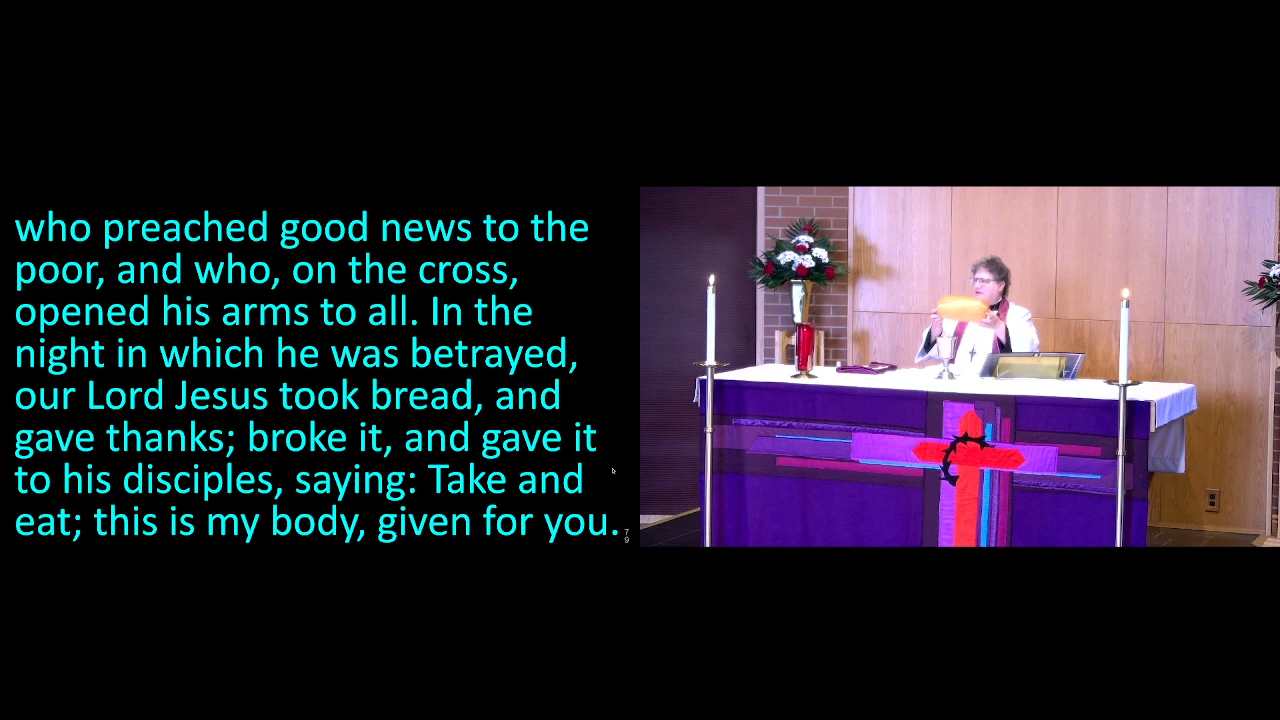 who preached good news to the
poor, and who, on the cross,
opened his arms to all. In the
night in which he was betrayed,
our Lord Jesus took bread, and
gave thanks; broke it, and gave it
to his disciples, saying: Take and
eat; this is my body, given for you.
7
9